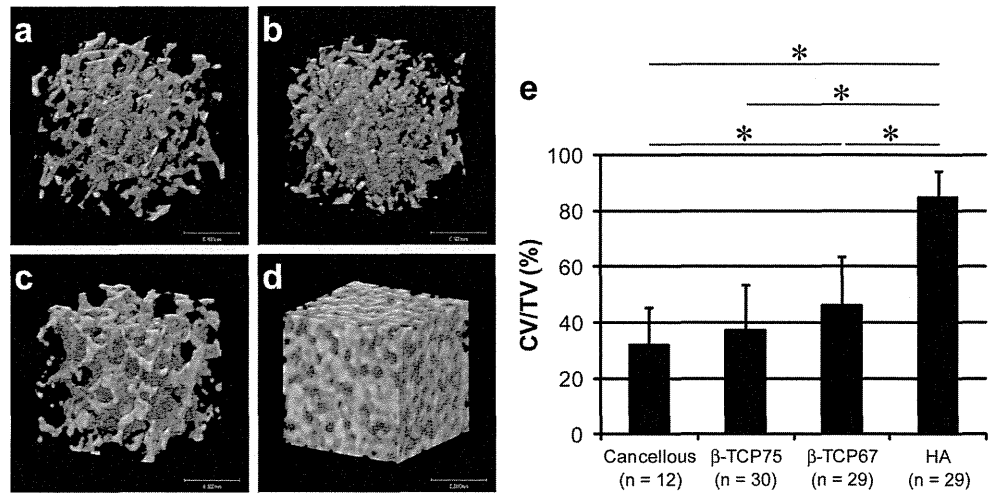 a
b
c
d
e
*
*
*
*
CV/TV (%)
100
80
60
40
20
0
Cancellous
(n = 12)
β-TCP75
(n = 30)
β-TCP67
(n = 29)
HA
(n = 29)